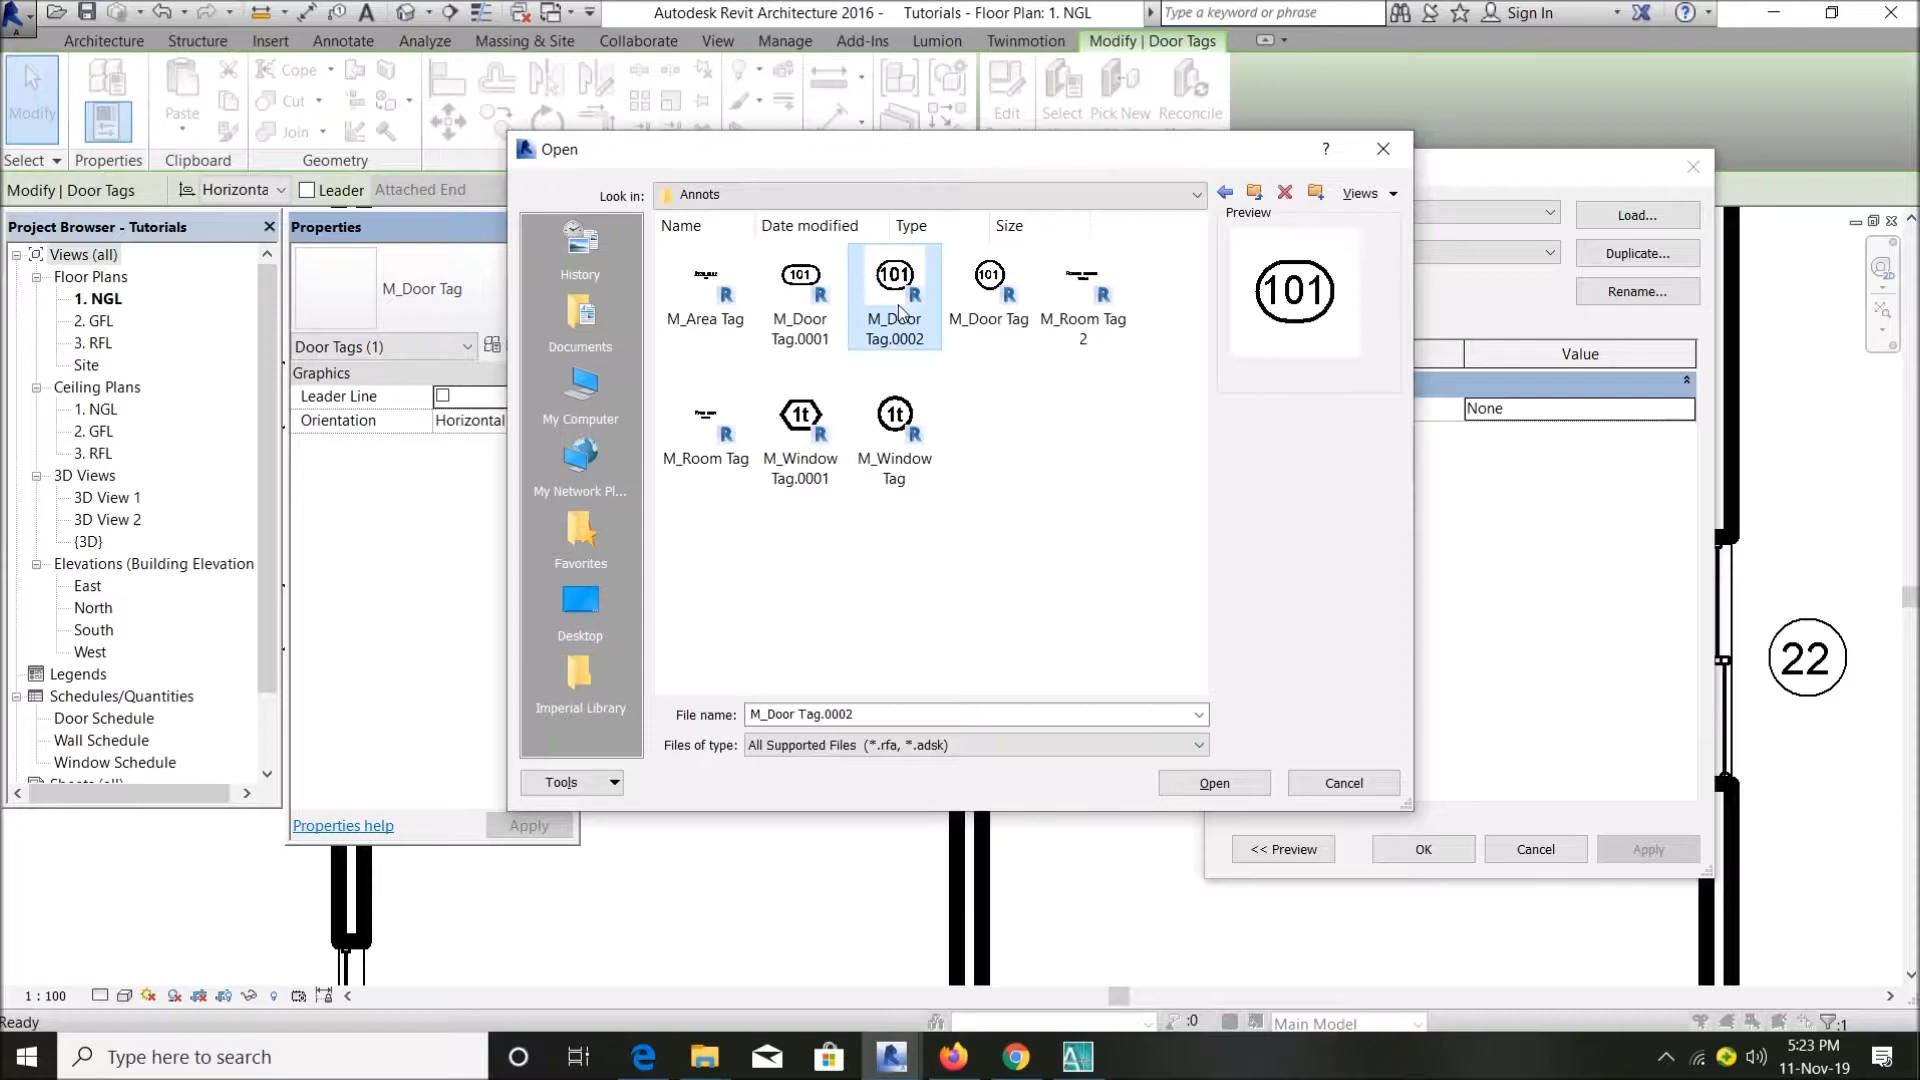 Autodesk Revit Architecture 2016 - Tutorials - Floor Plan: 1. NGL
Type a keyword or phrase
Sign In
Architecture Structure Insert Annotate Analyze Massing & Site Collaborate View Manage Add-Ins Lumion Twinmotion Modify | Door Tags
Modify
Paste
Cope
Cut
Join
Edit
Select Pick New Reconcile
Select Properties Clipboard Geometry
Modify | Door Tags Horizonta Leader Attached End
Project Browser - Tutorials
Views (all)
Floor Plans
1. NGL
2. GFL
3. RFL
Site
Ceiling Plans
1. NGL
2. GFL
3. RFL
3D Views
3D View 1
3D View 2
{3D}
Elevations (Building Elevation
East
North
South
West
Legends
Schedules/Quantities
Door Schedule
Wall Schedule
Window Schedule
Properties
M_Door Tag
Door Tags (1)
Graphics
Leader Line
Orientation Horizontal
Properties help
Apply
Open
Look in: Annots
Views
Name Date modified Type Size
Preview
101
History
Documents
My Computer
My Network Pl...
Favorites
Desktop
Imperial Library
101
101
101
M_Area Tag
M_Door
Tag.0001
M_Door
Tag.0002
M_Door Tag
M_Room Tag
2
1t
1t
M_Room Tag
M_Window
Tag.0001
M_Window
Tag
File name: M_Door Tag.0002
Files of type: All Supported Files (*.rfa, *.adsk)
Tools
Open
Cancel
Load...
Duplicate...
Rename...
Value
None
<< Preview
OK
Cancel
Apply
22
1 : 100
Ready
:0
Main Model
:1
Type here to search
5:23 PM
11-Nov-19